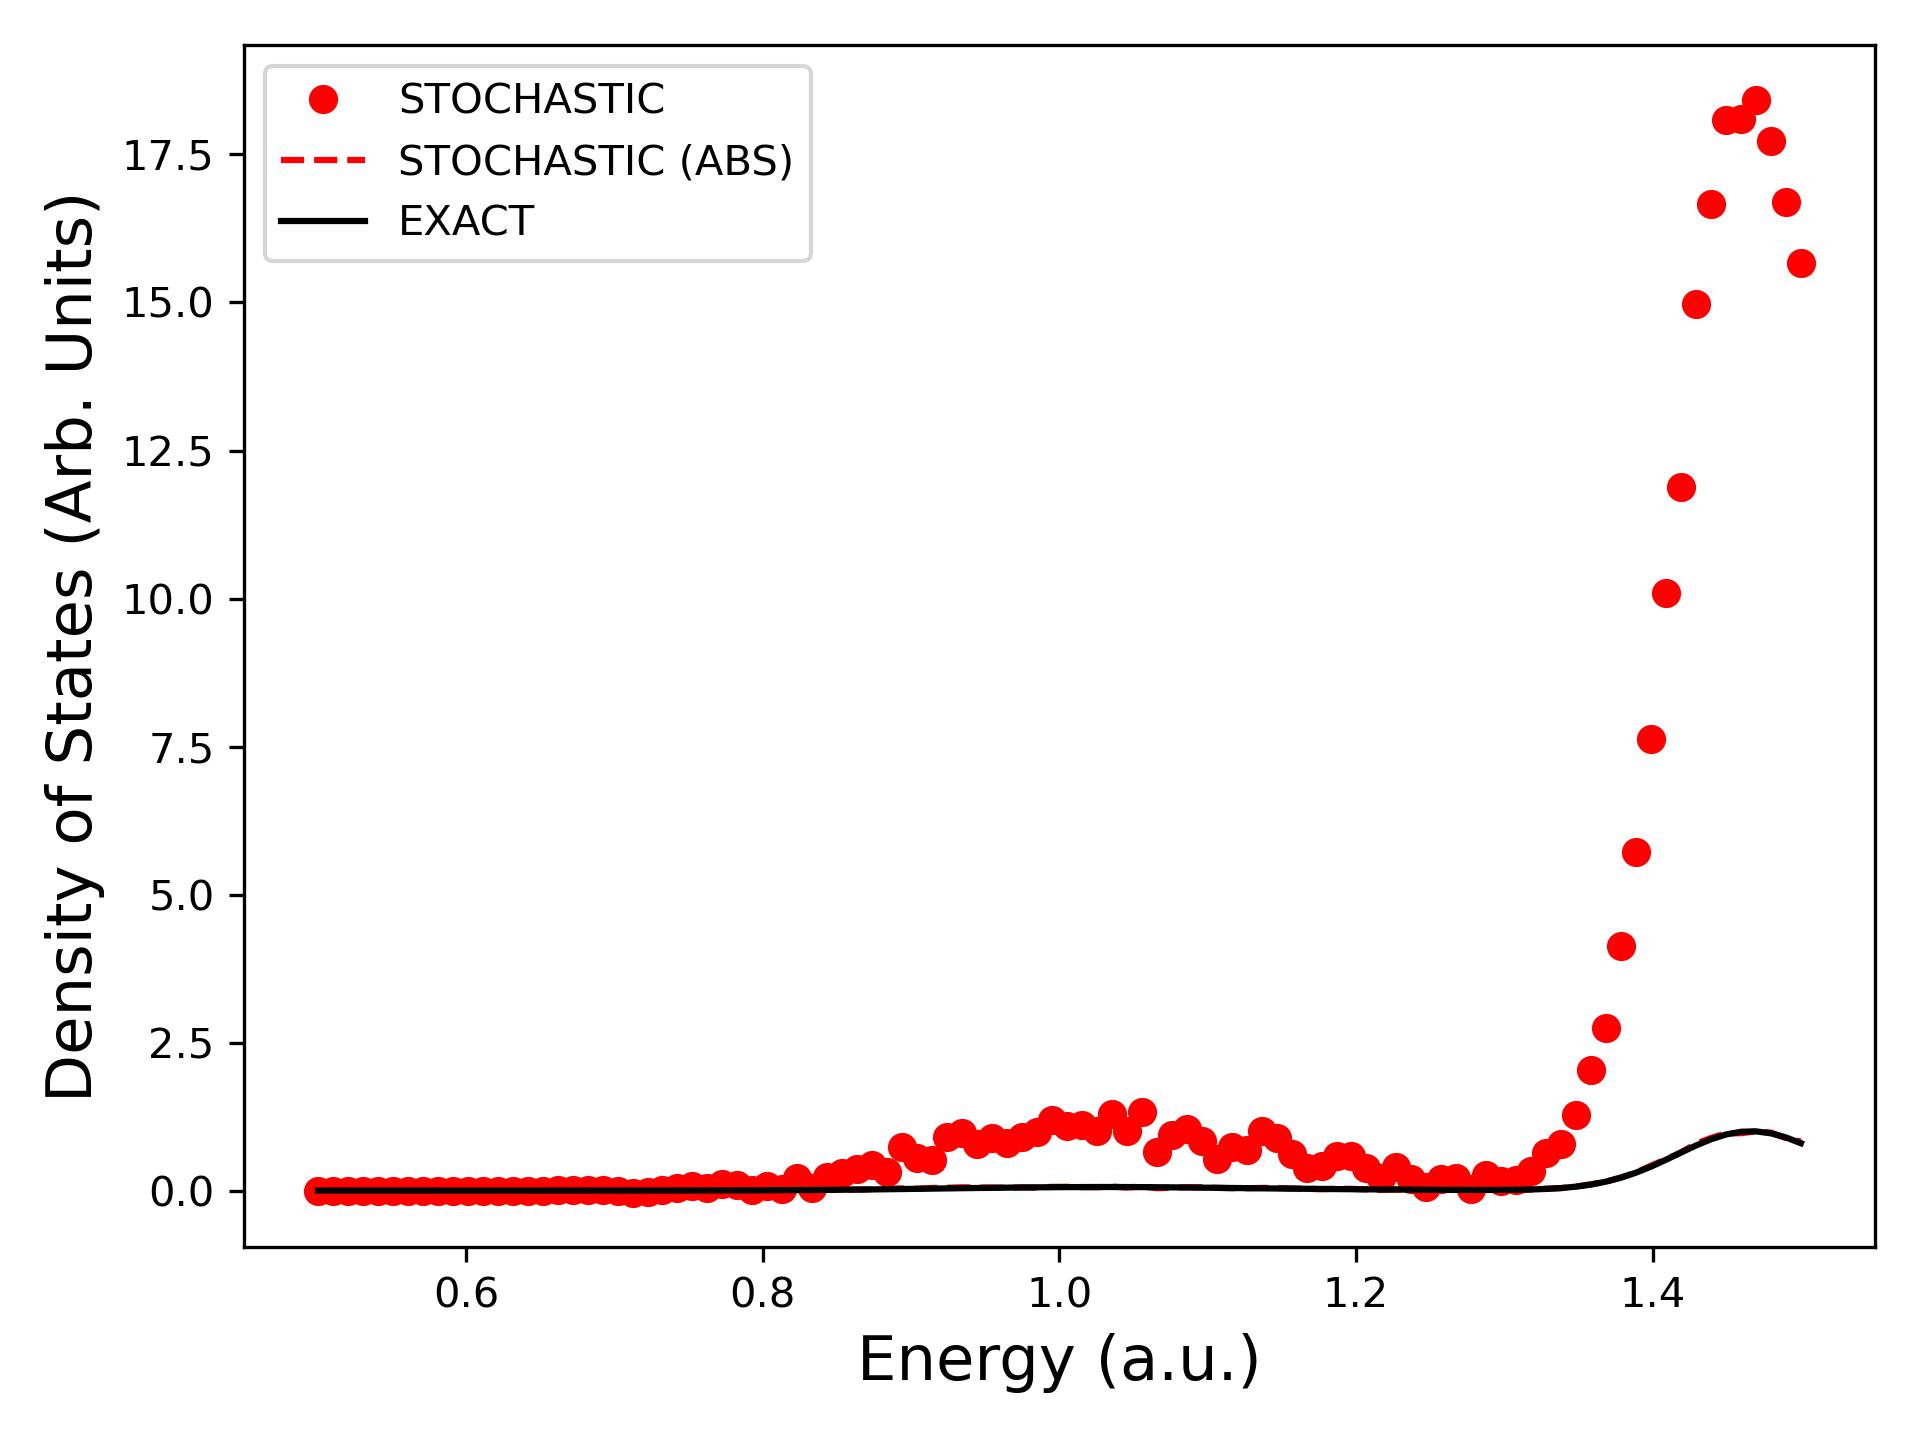 STOCHASTIC
STOCHASTIC (ABS)
EXACT
Density of States (Arb. Units)
17.5
15.0
12.5
10.0
7.5
5.0
2.5
0.0
0.6 0.8 1.0 1.2 1.4
Energy (a.u.)